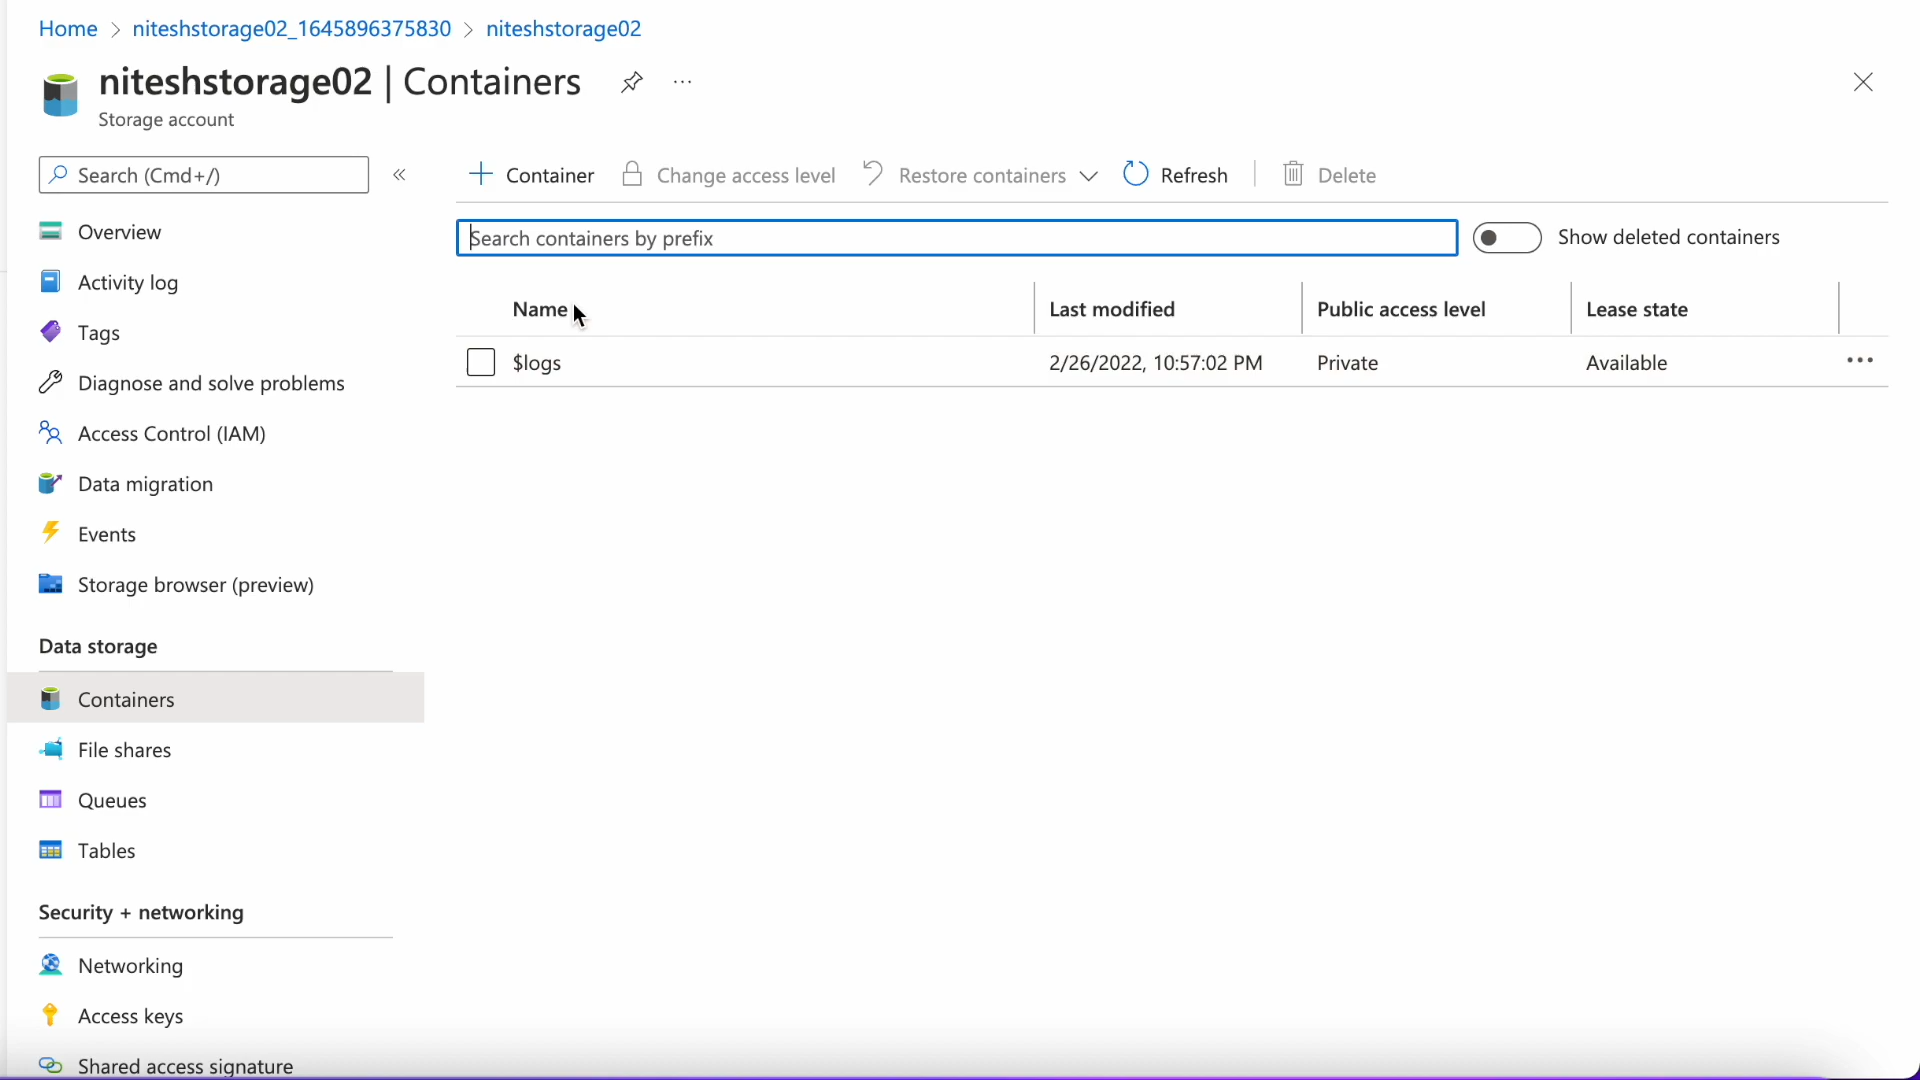 Home > niteshstorage02_1645896375830 > niteshstorage02
niteshstorage02 | Containers ...
Storage account
Search (Cmd+/) «
Container Change access level Restore containers Refresh Delete
Search containers by prefix Show deleted containers
Name Last modified Public access level Lease state
$logs 2/26/2022, 10:57:02 PM Private Available ...
Overview
Activity log
Tags
Diagnose and solve problems
Access Control (IAM)
Data migration
Events
Storage browser (preview)
Data storage
Containers
File shares
Queues
Tables
Security + networking
Networking
Access keys
Shared access signature